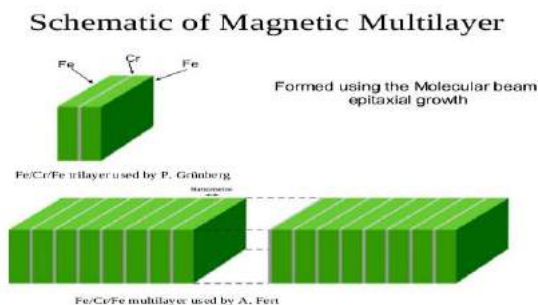 Schematic of Magnetic Multilayer
Fe Cr Fe
Formed using the Molecular beam
epitaxial growth
Fe/Cr/Fe trilayer used by P. Grünberg
Fe/Cr/Fe multilayer used by A. Fert